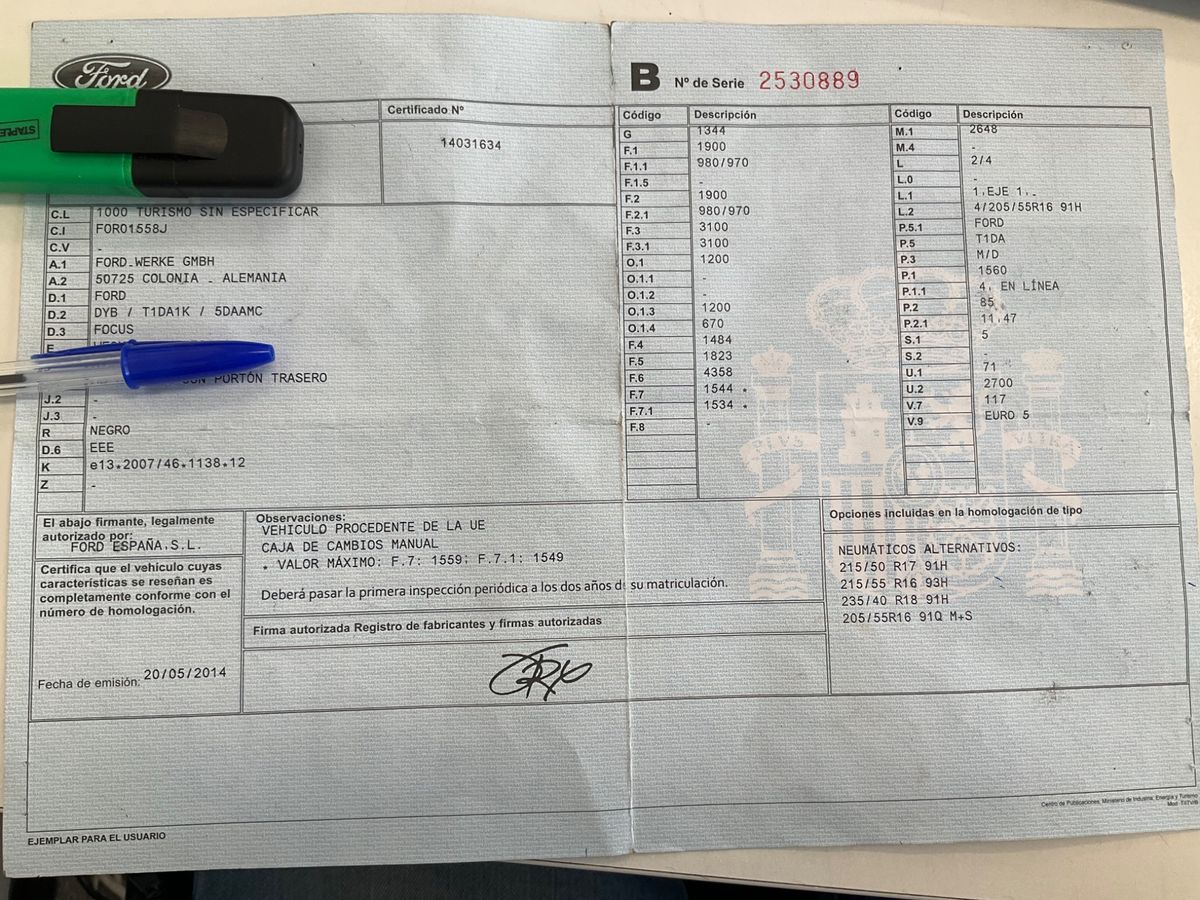 Ford
STAPLES
Certificado Nº
14031634
C.L 1000 TURISMO SIN ESPECIFICAR
C.I FOR01558J
C.V -
A.1 FORD-WERKE GMBH
A.2 50725 COLONIA - ALEMANIA
D.1 FORD
D.2 DYB / T1DA1K / 5DAAMC
D.3 FOCUS
E
PORTÓN TRASERO
J.2 -
J.3 -
R NEGRO
D.6 EEE
K e13*2007/46*1138*12
Z -
El abajo firmante, legalmente
autorizado por:
FORD ESPAÑA,S.L.
Certifica que el vehículo cuyas
características se reseñan es
completamente conforme con el
número de homologación.
Fecha de emisión: 20/05/2014
Observaciones:
VEHÍCULO PROCEDENTE DE LA UE
CAJA DE CAMBIOS MANUAL
* VALOR MÁXIMO: F.7: 1559; F.7.1: 1549
Deberá pasar la primera inspección periódica a los dos años de su matriculación.
Firma autorizada Registro de fabricantes y firmas autorizadas
EJEMPLAR PARA EL USUARIO
B Nº de Serie 2530889
Código Descripción
G 1344
F.1 1900
F.1.1 980/970
F.1.5 -
F.2 1900
F.2.1 980/970
F.3 3100
F.3.1 3100
O.1 1200
O.1.1 -
O.1.2 -
O.1.3 1200
O.1.4 670
F.4 1484
F.5 1823
F.6 4358
F.7 1544 *
F.7.1 1534 *
F.8 -
Código Descripción
M.1 2648
M.4 -
L 2/4
L.0 -
L.1 1,EJE 1,-
L.2 4/205/55R16 91H
P.5.1 FORD
P.5 T1DA
P.3 M/D
P.1 1560
P.1.1 4, EN LÍNEA
P.2 85
P.2.1 11,47
S.1 5
S.2 -
U.1 71
U.2 2700
V.7 117
V.9 EURO 5
PLVS VLTRA
Opciones incluidas en la homologación de tipo
NEUMÁTICOS ALTERNATIVOS:
215/50 R17 91H
215/55 R16 93H
235/40 R18 91H
205/55R16 91Q M+S
Centro de Publicaciones. Ministerio de Industria, Energía y Turismo